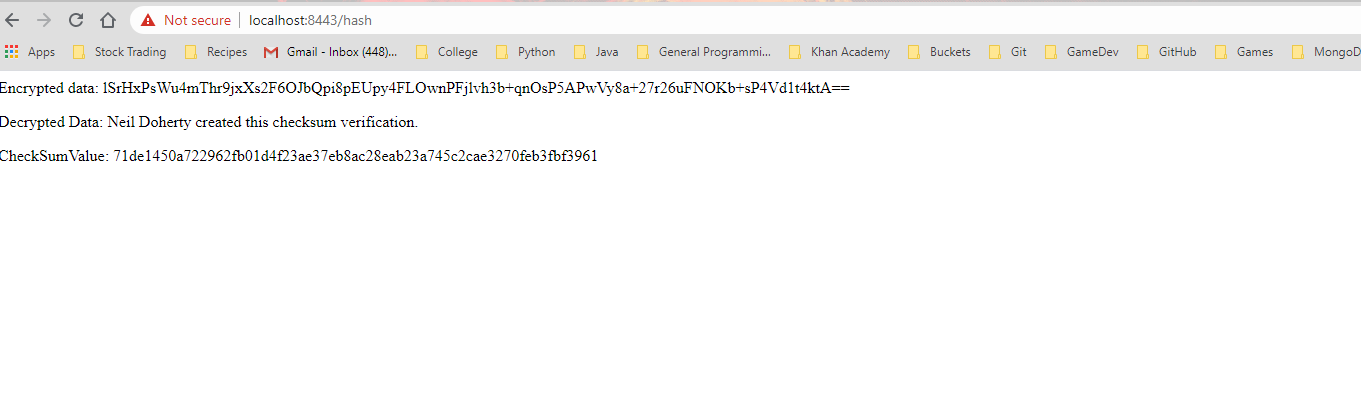 Not secure | localhost:8443/hash
Apps Stock Trading Recipes Gmail - Inbox (448)... College Python Java General Programmi... Khan Academy Buckets Git GameDev GitHub Games MongoD
Encrypted data: lSrHxPsWu4mThr9jxXs2F6OJbQpi8pEUpy4FLOwnPFjlvh3b+qnOsP5APwVy8a+27r26uFNOKb+sP4Vd1t4ktA==
Decrypted Data: Neil Doherty created this checksum verification.
CheckSumValue: 71de1450a722962fb01d4f23ae37eb8ac28eab23a745c2cae3270feb3fbf3961